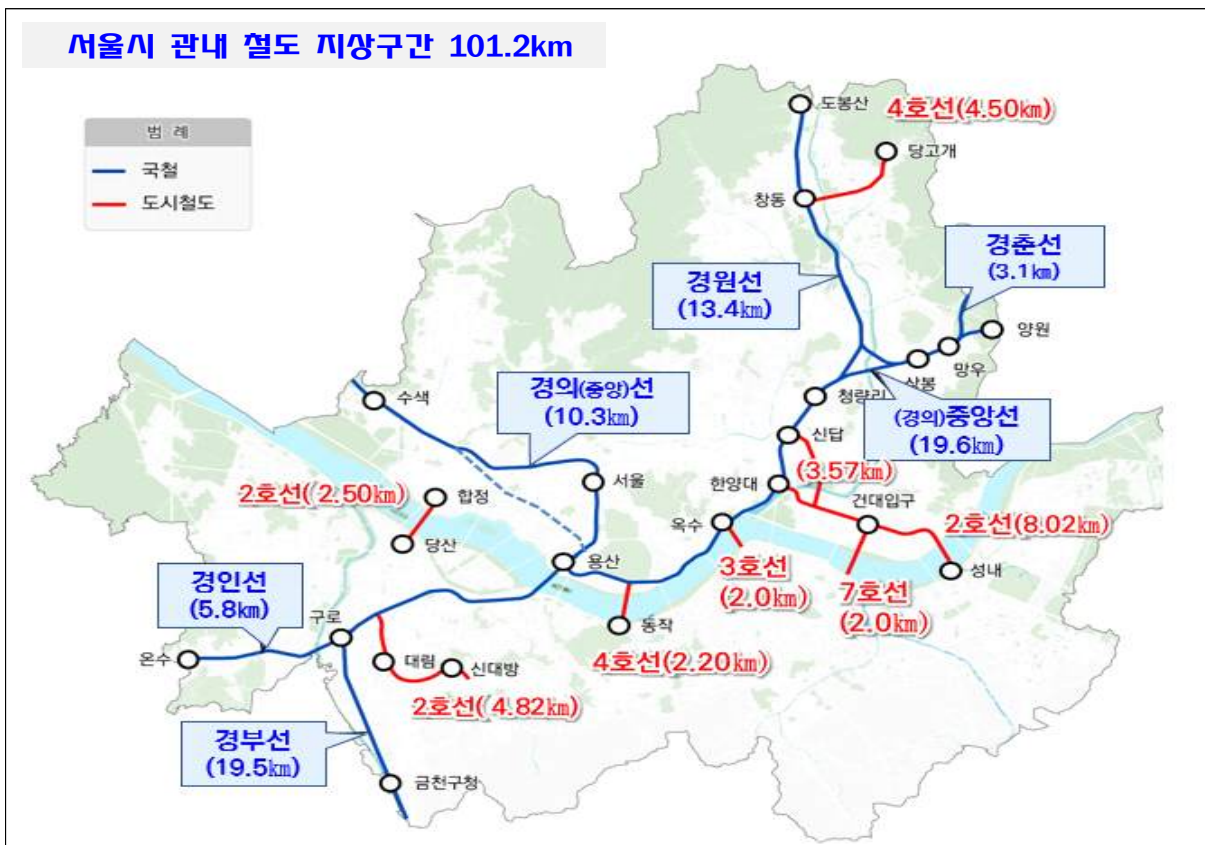 서울시 관내 철도 지상구간 101.2km
범 례
국철
도시철도
도봉산
4호선(4.50㎞)
당고개
창동
경춘선
(3.1㎞)
경원선
(13.4㎞)
양원
망우
상봉
청량리
수색
경의(중앙)선
(10.3㎞)
(경의)중앙선
(19.6㎞)
신답
(3.57㎞)
서울
한양대
2호선(2.50㎞)
합정
건대입구
옥수
2호선(8.02㎞)
당산
용산
성내
3호선
(2.0㎞)
7호선
(2.0㎞)
경인선
(5.8㎞)
구로
동작
온수
대림
신대방
4호선(2.20㎞)
2호선(4.82㎞)
경부선
(19.5㎞)
금천구청